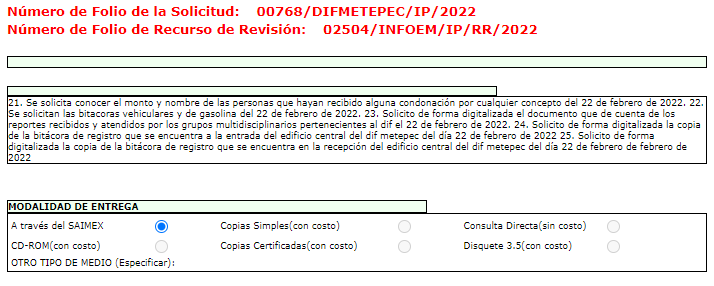 Número de Folio de la Solicitud: 00768/DIFMETEPEC/IP/2022
Número de Folio de Recurso de Revisión: 02504/INFOEM/IP/RR/2022
21. Se solicita conocer el monto y nombre de las personas que hayan recibido alguna condonación por cualquier concepto del 22 de febrero de 2022. 22.
Se solicitan las bitacoras vehiculares y de gasolina del 22 de febrero de 2022. 23. Solicito de forma digitalizada el documento que de cuenta de los
reportes recibidos y atendidos por los grupos multidisciplinarios pertenecientes al dif el 22 de febrero de 2022. 24. Solicito de forma digitalizada la copia
de la bitácora de registro que se encuentra a la entrada del edificio central del dif metepec del día 22 de febrero de 2022 25. Solicito de forma
digitalizada la copia de la bitácora de registro que se encuentra en la recepción del edificio central del dif metepec del día 22 de febrero de febrero de
2022
MODALIDAD DE ENTREGA
A través del SAIMEX Copias Simples(con costo) Consulta Directa(sin costo)
CD-ROM(con costo) Copias Certificadas(con costo) Disquete 3.5(con costo)
OTRO TIPO DE MEDIO (Especificar):